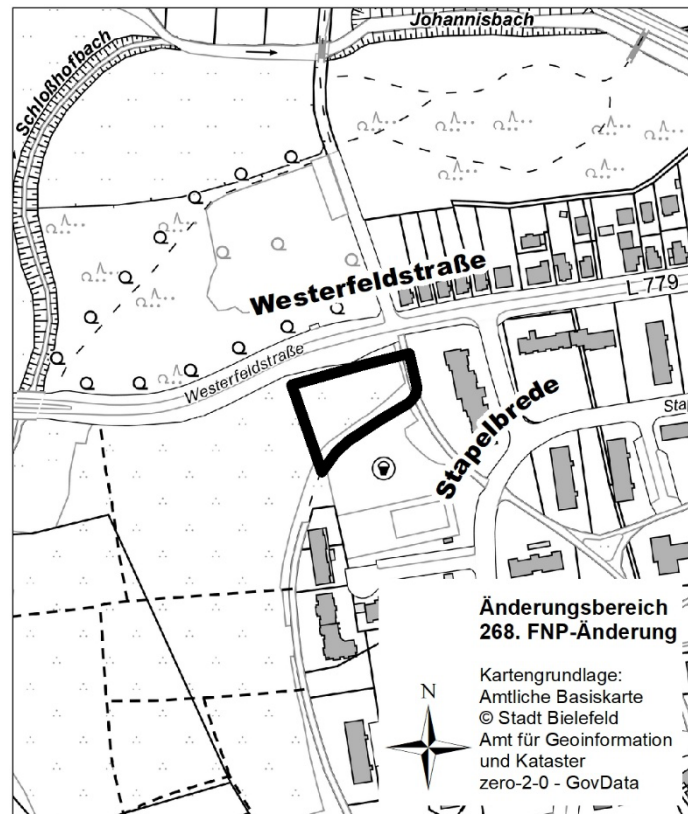 Johannisbach
Schloßhofbach
Westerfeldstraße
L 779
Westerfeldstraße
Stapelbrede
Sta
Änderungsbereich
268. FNP-Änderung
Kartengrundlage:
Amtliche Basiskarte
© Stadt Bielefeld
Amt für Geoinformation
und Kataster
zero-2-0 - GovData
N